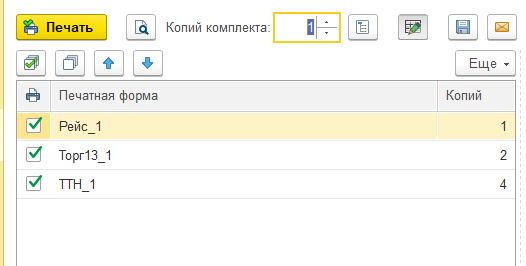 Печать Копий комплекта: 1
Еще
Печатная форма Копий
Рейс_1 1
Торг13_1 2
ТТН_1 4